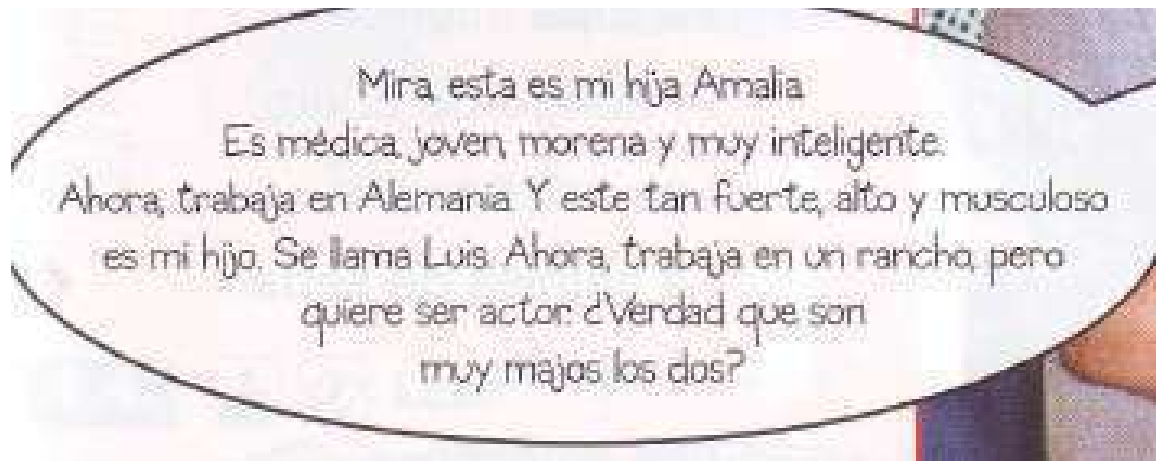 Mira, esta es mi hija Amalia.
Es médica, joven, morena y muy inteligente.
Ahora, trabaja en Alemania. Y este tan fuerte, alto y musculoso
es mi hijo. Se llama Luis. Ahora, trabaja en un rancho, pero
quiere ser actor. ¿Verdad que son
muy majos los dos?